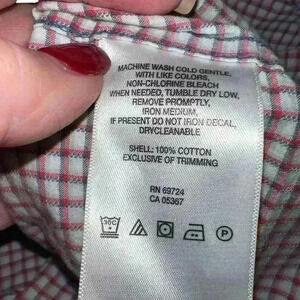 MACHINE WASH COLD GENTLE,
WITH LIKE COLORS,
NON-CHLORINE BLEACH
WHEN NEEDED, TUMBLE DRY LOW,
REMOVE PROMPTLY,
IRON MEDIUM,
IF PRESENT DO NOT IRON DECAL,
DRYCLEANABLE
SHELL: 100% COTTON
EXCLUSIVE OF TRIMMING
RN 69724
CA 05367
30C
P